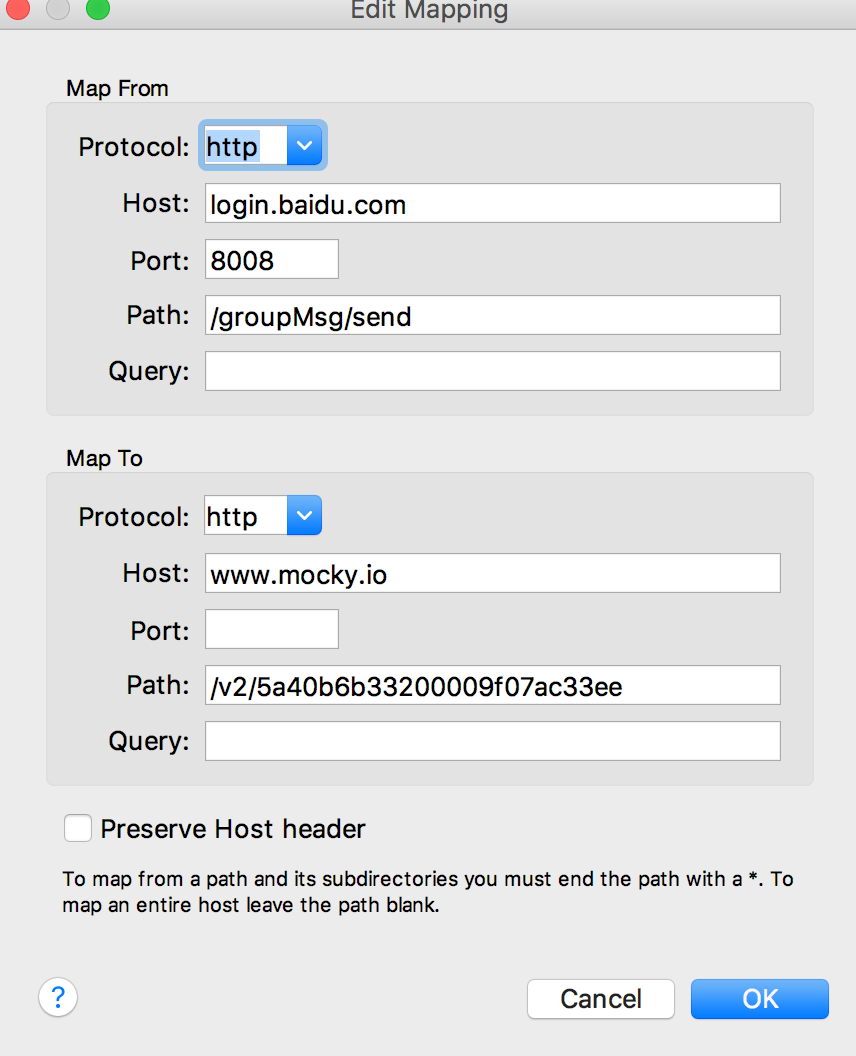 Edit Mapping
Map From
Protocol: http
Host: login.baidu.com
Port: 8008
Path: /groupMsg/send
Query:
Map To
Protocol: http
Host: www.mocky.io
Port:
Path: /v2/5a40b6b33200009f07ac33ee
Query:
Preserve Host header
To map from a path and its subdirectories you must end the path with a *. To
map an entire host leave the path blank.
? Cancel OK